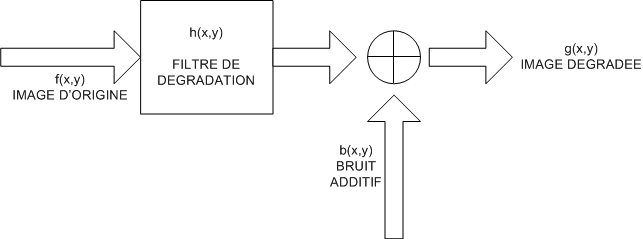 f(x,y)
IMAGE D'ORIGINE
h(x,y)
FILTRE DE
DEGRADATION
b(x,y)
BRUIT
ADDITIF
g(x,y)
IMAGE DEGRADEE